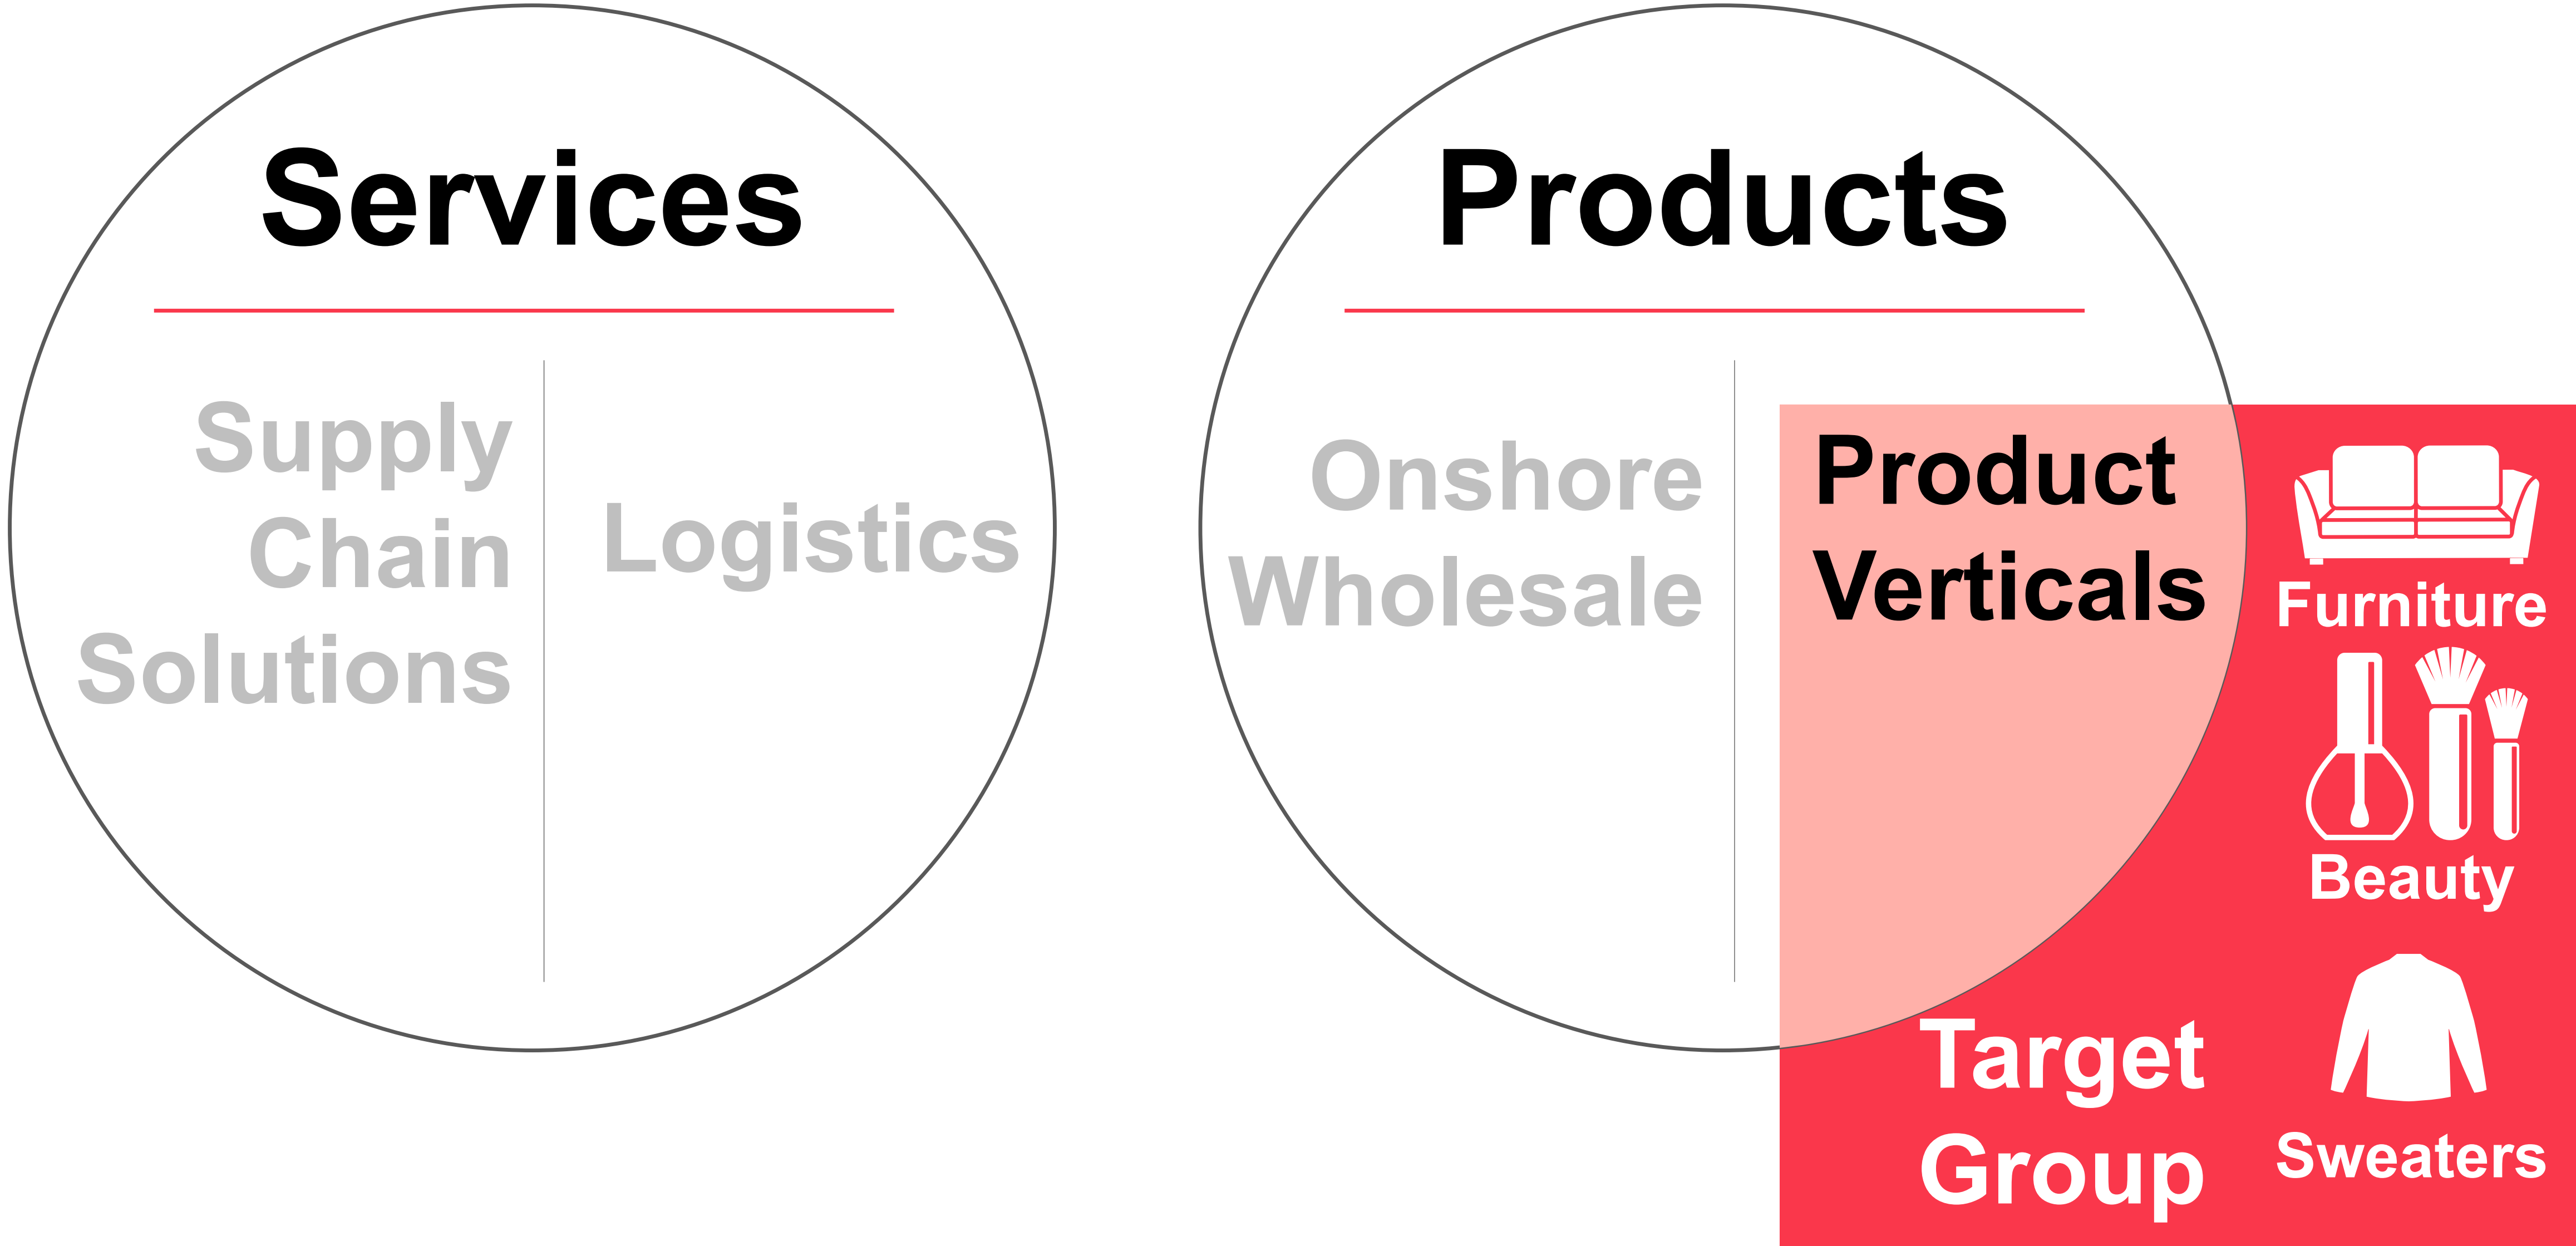 Services
Supply
Chain
Solutions
Logistics
Products
Onshore
Wholesale
Product
Verticals
Furniture
Beauty
Sweaters
Target
Group